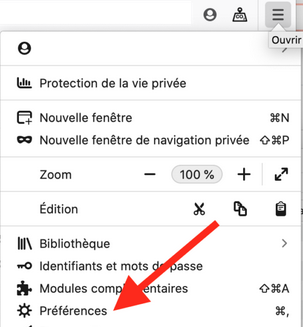 Ouvrir
Protection de la vie privée
Nouvelle fenêtre ⌘N
Nouvelle fenêtre de navigation privée ⇧⌘P
Zoom − 100 % +
Édition
Bibliothèque
Identifiants et mots de passe
Modules complémentaires ⇧⌘A
Préférences ⌘,